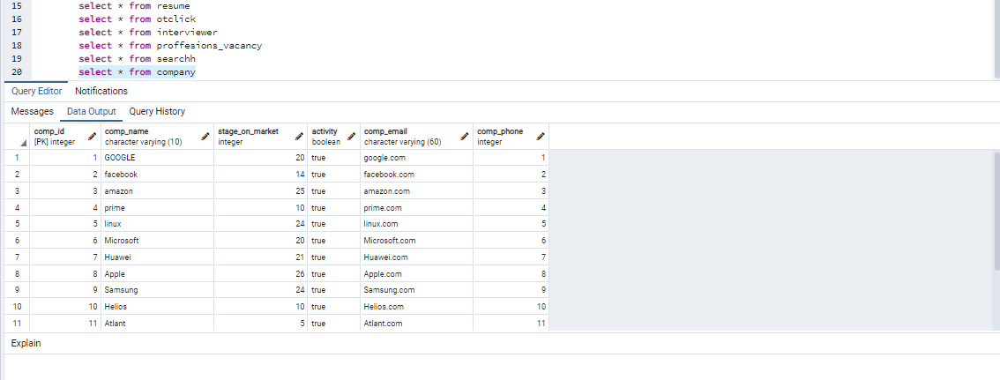 15 select * from resume
16 select * from otclick
17 select * from interviewer
18 select * from proffesions_vacancy
19 select * from searchh
20 select * from company
Query Editor Notifications
Messages Data Output Query History
comp_id comp_name stage_on_market activity comp_email comp_phone
[PK] integer character varying (10) integer boolean character varying (60) integer
1 1 GOOGLE 20 true google.com 1
2 2 facebook 14 true facebook.com 2
3 3 amazon 25 true amazon.com 3
4 4 prime 10 true prime.com 4
5 5 linux 24 true linux.com 5
6 6 Microsoft 20 true Microsoft.com 6
7 7 Huawei 21 true Huawei.com 7
8 8 Apple 26 true Apple.com 8
9 9 Samsung 24 true Samsung.com 9
10 10 Helios 10 true Helios.com 10
11 11 Atlant 5 true Atlant.com 11
Explain